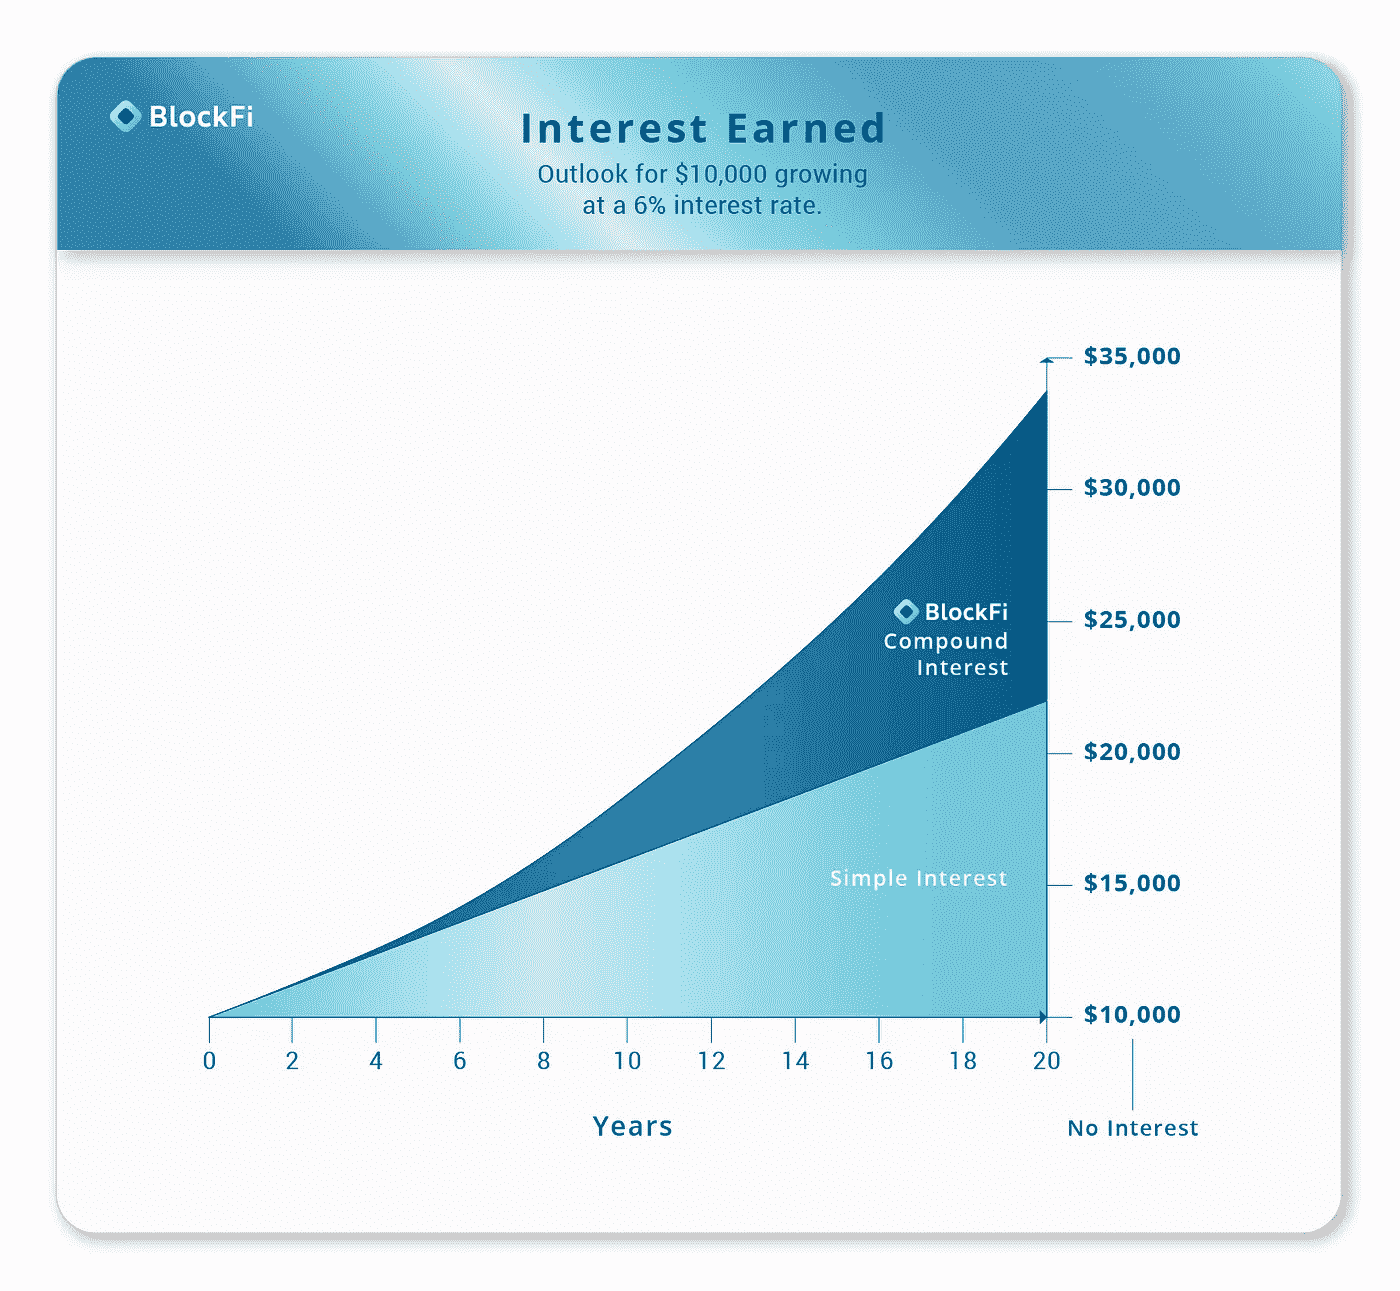 BlockFi
Interest Earned
Outlook for $10,000 growing
at a 6% interest rate.
$35,000
$30,000
$25,000
$20,000
$15,000
$10,000
BlockFi
Compound
Interest
Simple Interest
0 2 4 6 8 10 12 14 16 18 20
Years
No Interest